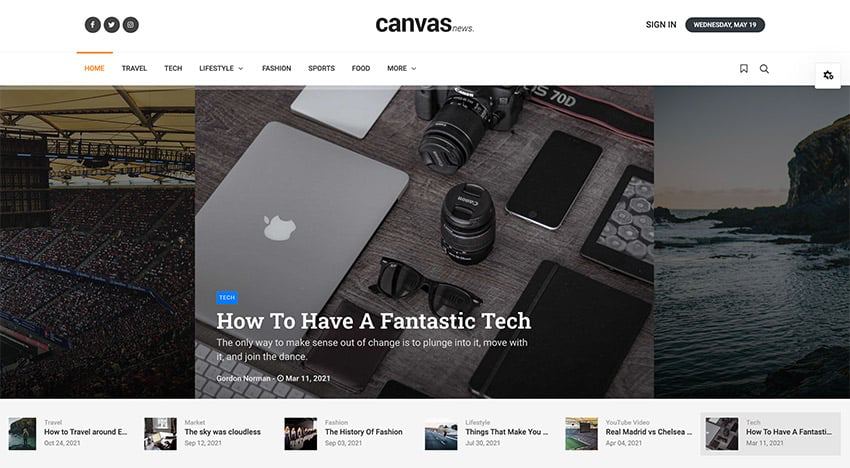 canvas news.
SIGN IN
WEDNESDAY, MAY 19
HOME TRAVEL TECH LIFESTYLE FASHION SPORTS FOOD MORE
EOS 70D
Canon
TECH
How To Have A Fantastic Tech
The only way to make sense out of change is to plunge into it, move with
it, and join the dance.
Gordon Norman - Mar 11, 2021
Travel
How to Travel around E...
Oct 24, 2021
Market
The sky was cloudless
Sep 12, 2021
Fashion
The History Of Fashion
Sep 03, 2021
Lifestyle
Things That Make You ...
Jul 30, 2021
YouTube Video
Real Madrid vs Chelsea ...
Apr 04, 2021
Tech
How To Have A Fantasti...
Mar 11, 2021